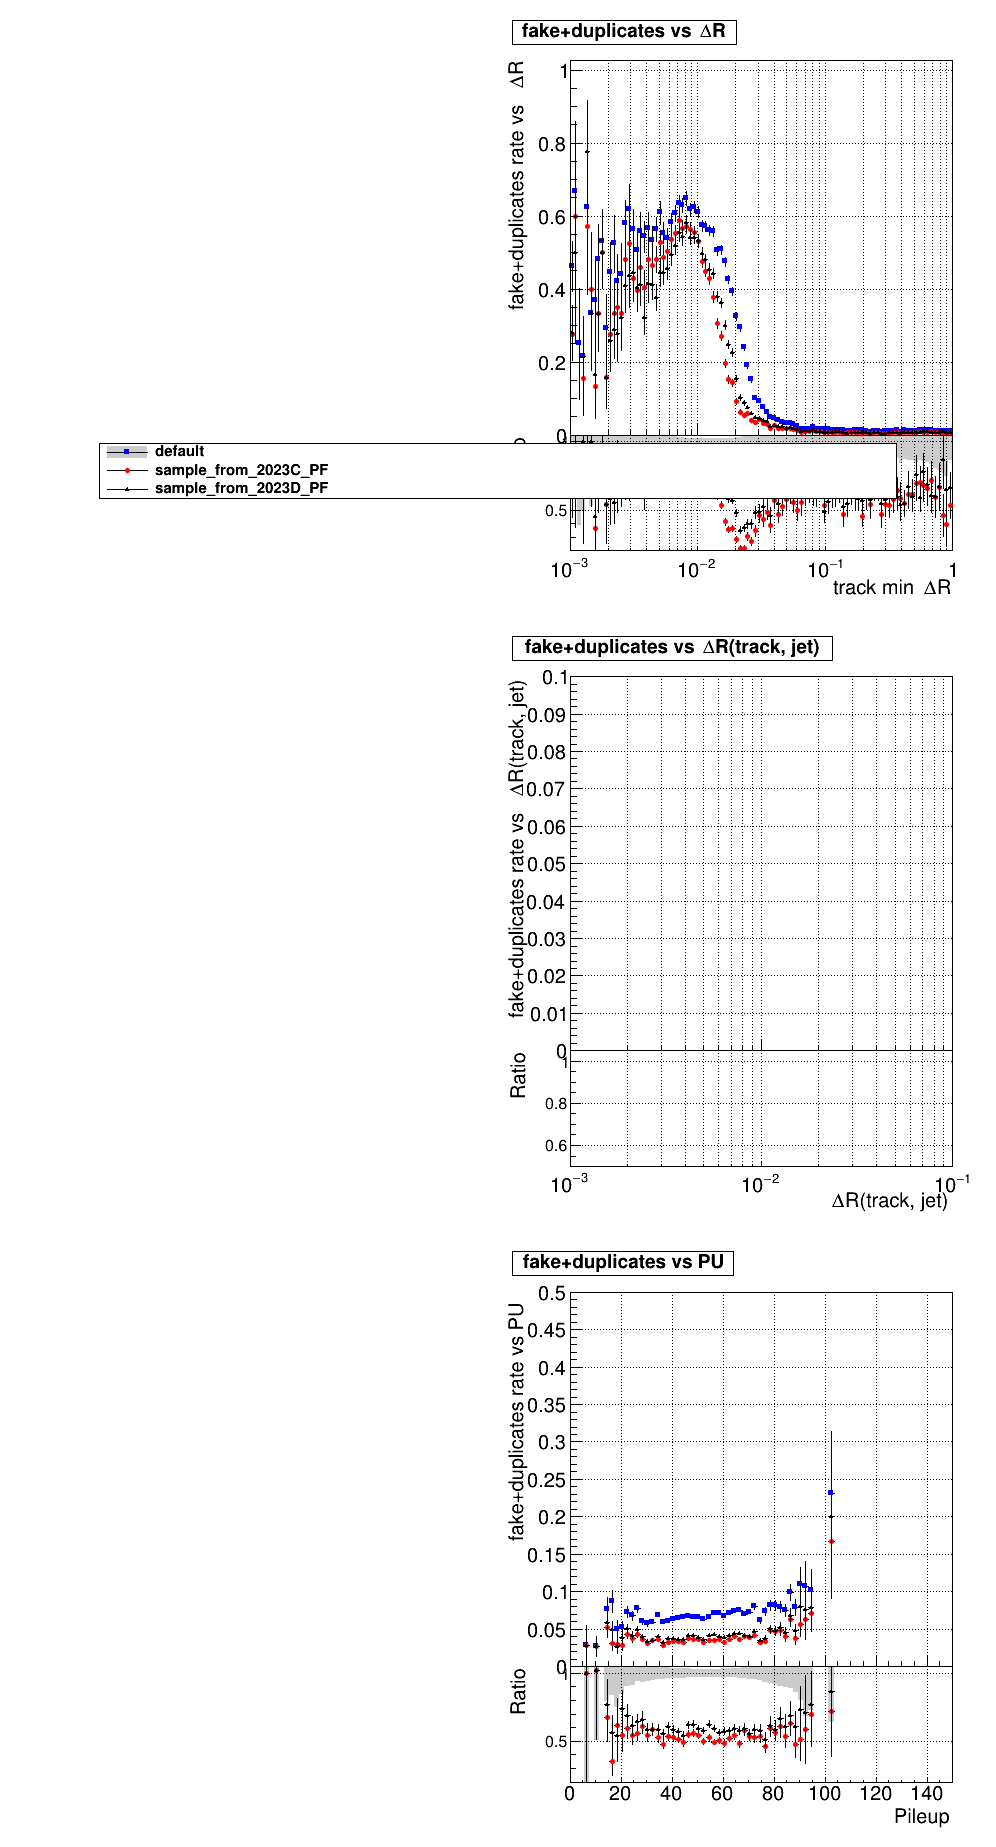 fake+duplicates vs ΔR
fake+duplicates rate vs ΔR
1
0.8
0.6
0.4
0.2
0
default
sample_from_2023C_PF
sample_from_2023D_PF
0.5
10⁻³ 10⁻² 10⁻¹ 1
track min ΔR
fake+duplicates vs ΔR(track, jet)
fake+duplicates rate vs ΔR(track, jet)
0.1
0.09
0.08
0.07
0.06
0.05
0.04
0.03
0.02
0.01
0
Ratio
1
0.8
0.6
10⁻³ 10⁻² 10⁻¹
ΔR(track, jet)
fake+duplicates vs PU
fake+duplicates rate vs PU
0.5
0.45
0.4
0.35
0.3
0.25
0.2
0.15
0.1
0.05
0
Ratio
1
0.5
0 20 40 60 80 100 120 140
Pileup